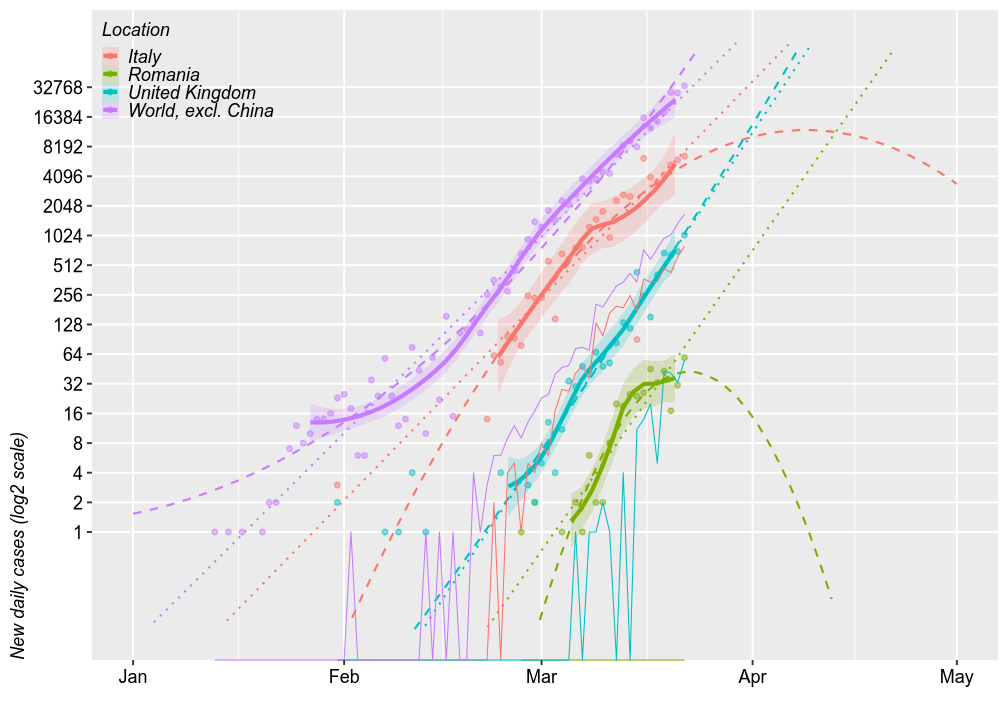 Location
Italy
Romania
United Kingdom
World, excl. China
32768
16384
8192
4096
2048
1024
512
256
128
64
32
16
8
4
2
1
New daily cases (log2 scale)
Jan Feb Mar Apr May